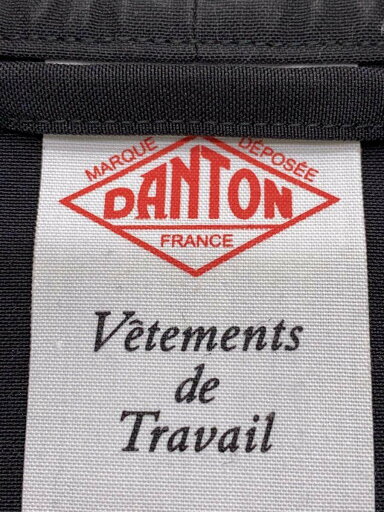 MARQUE DÉPOSÉE
DANTON
FRANCE
Vêtements
de
Travail